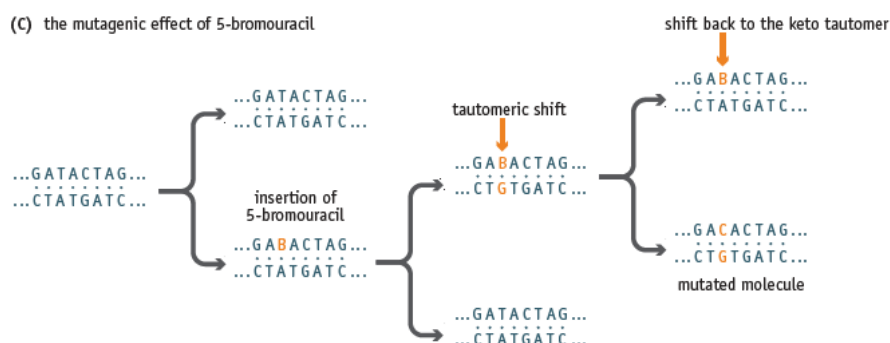 (C) the mutagenic effect of 5-bromouracil
shift back to the keto tautomer
...GABACTAG...
...CTATGATC...
...GATACTAG...
...CTATGATC...
tautomeric shift
...GABACTAG...
...CTGTGATC...
...GATACTAG...
...CTATGATC...
insertion of
5-bromouracil
...GABACTAG...
...CTATGATC...
...GACACTAG...
...CTGTGATC...
mutated molecule
...GATACTAG...
...CTATGATC...